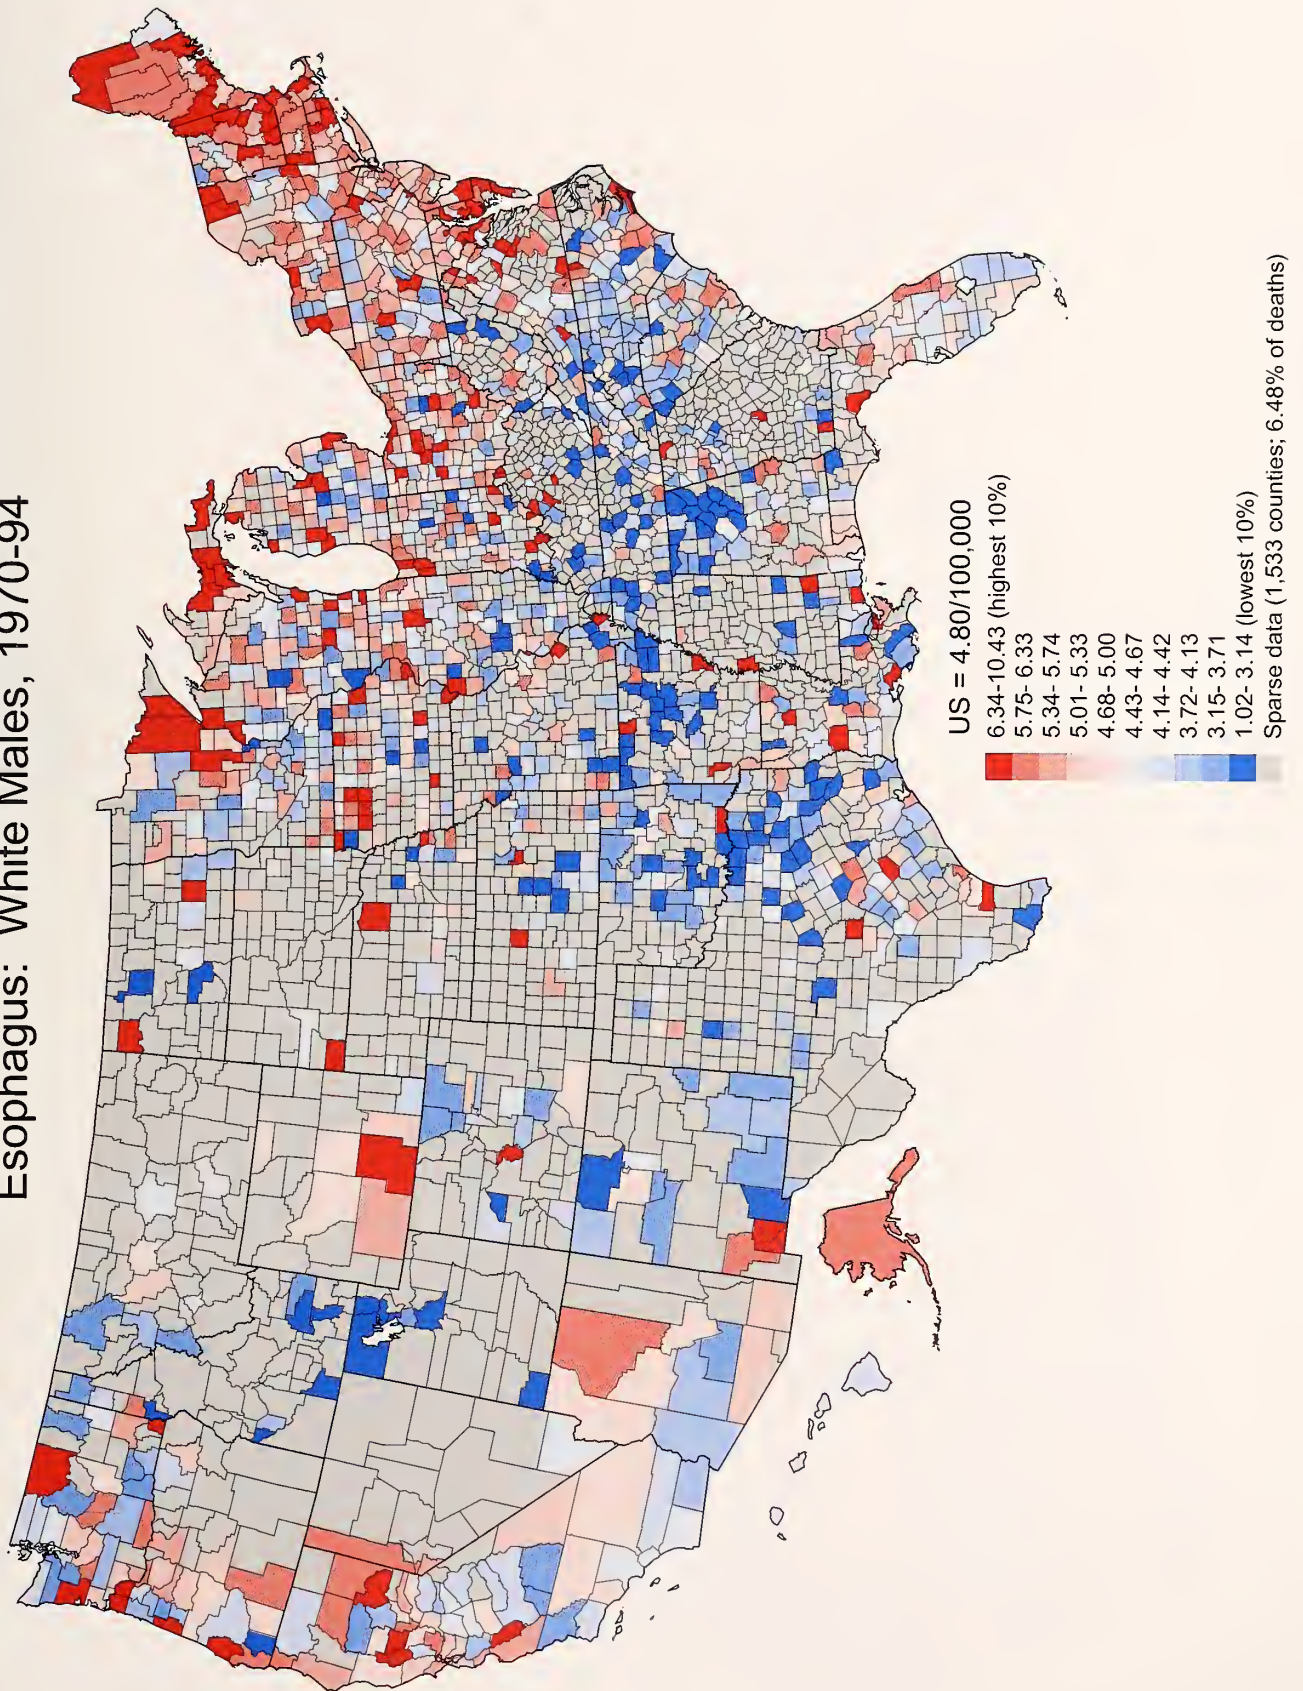 Esophagus: White Males, 1970-94
US = 4.80/100,000
6.34-10.43 (highest 10%)
5.75- 6.33
5.34- 5.74
5.01- 5.33
4.68- 5.00
4.43- 4.67
4.14- 4.42
3.72- 4.13
3.15- 3.71
1.02- 3.14 (lowest 10%)
Sparse data (1,533 counties; 6.48% of deaths)